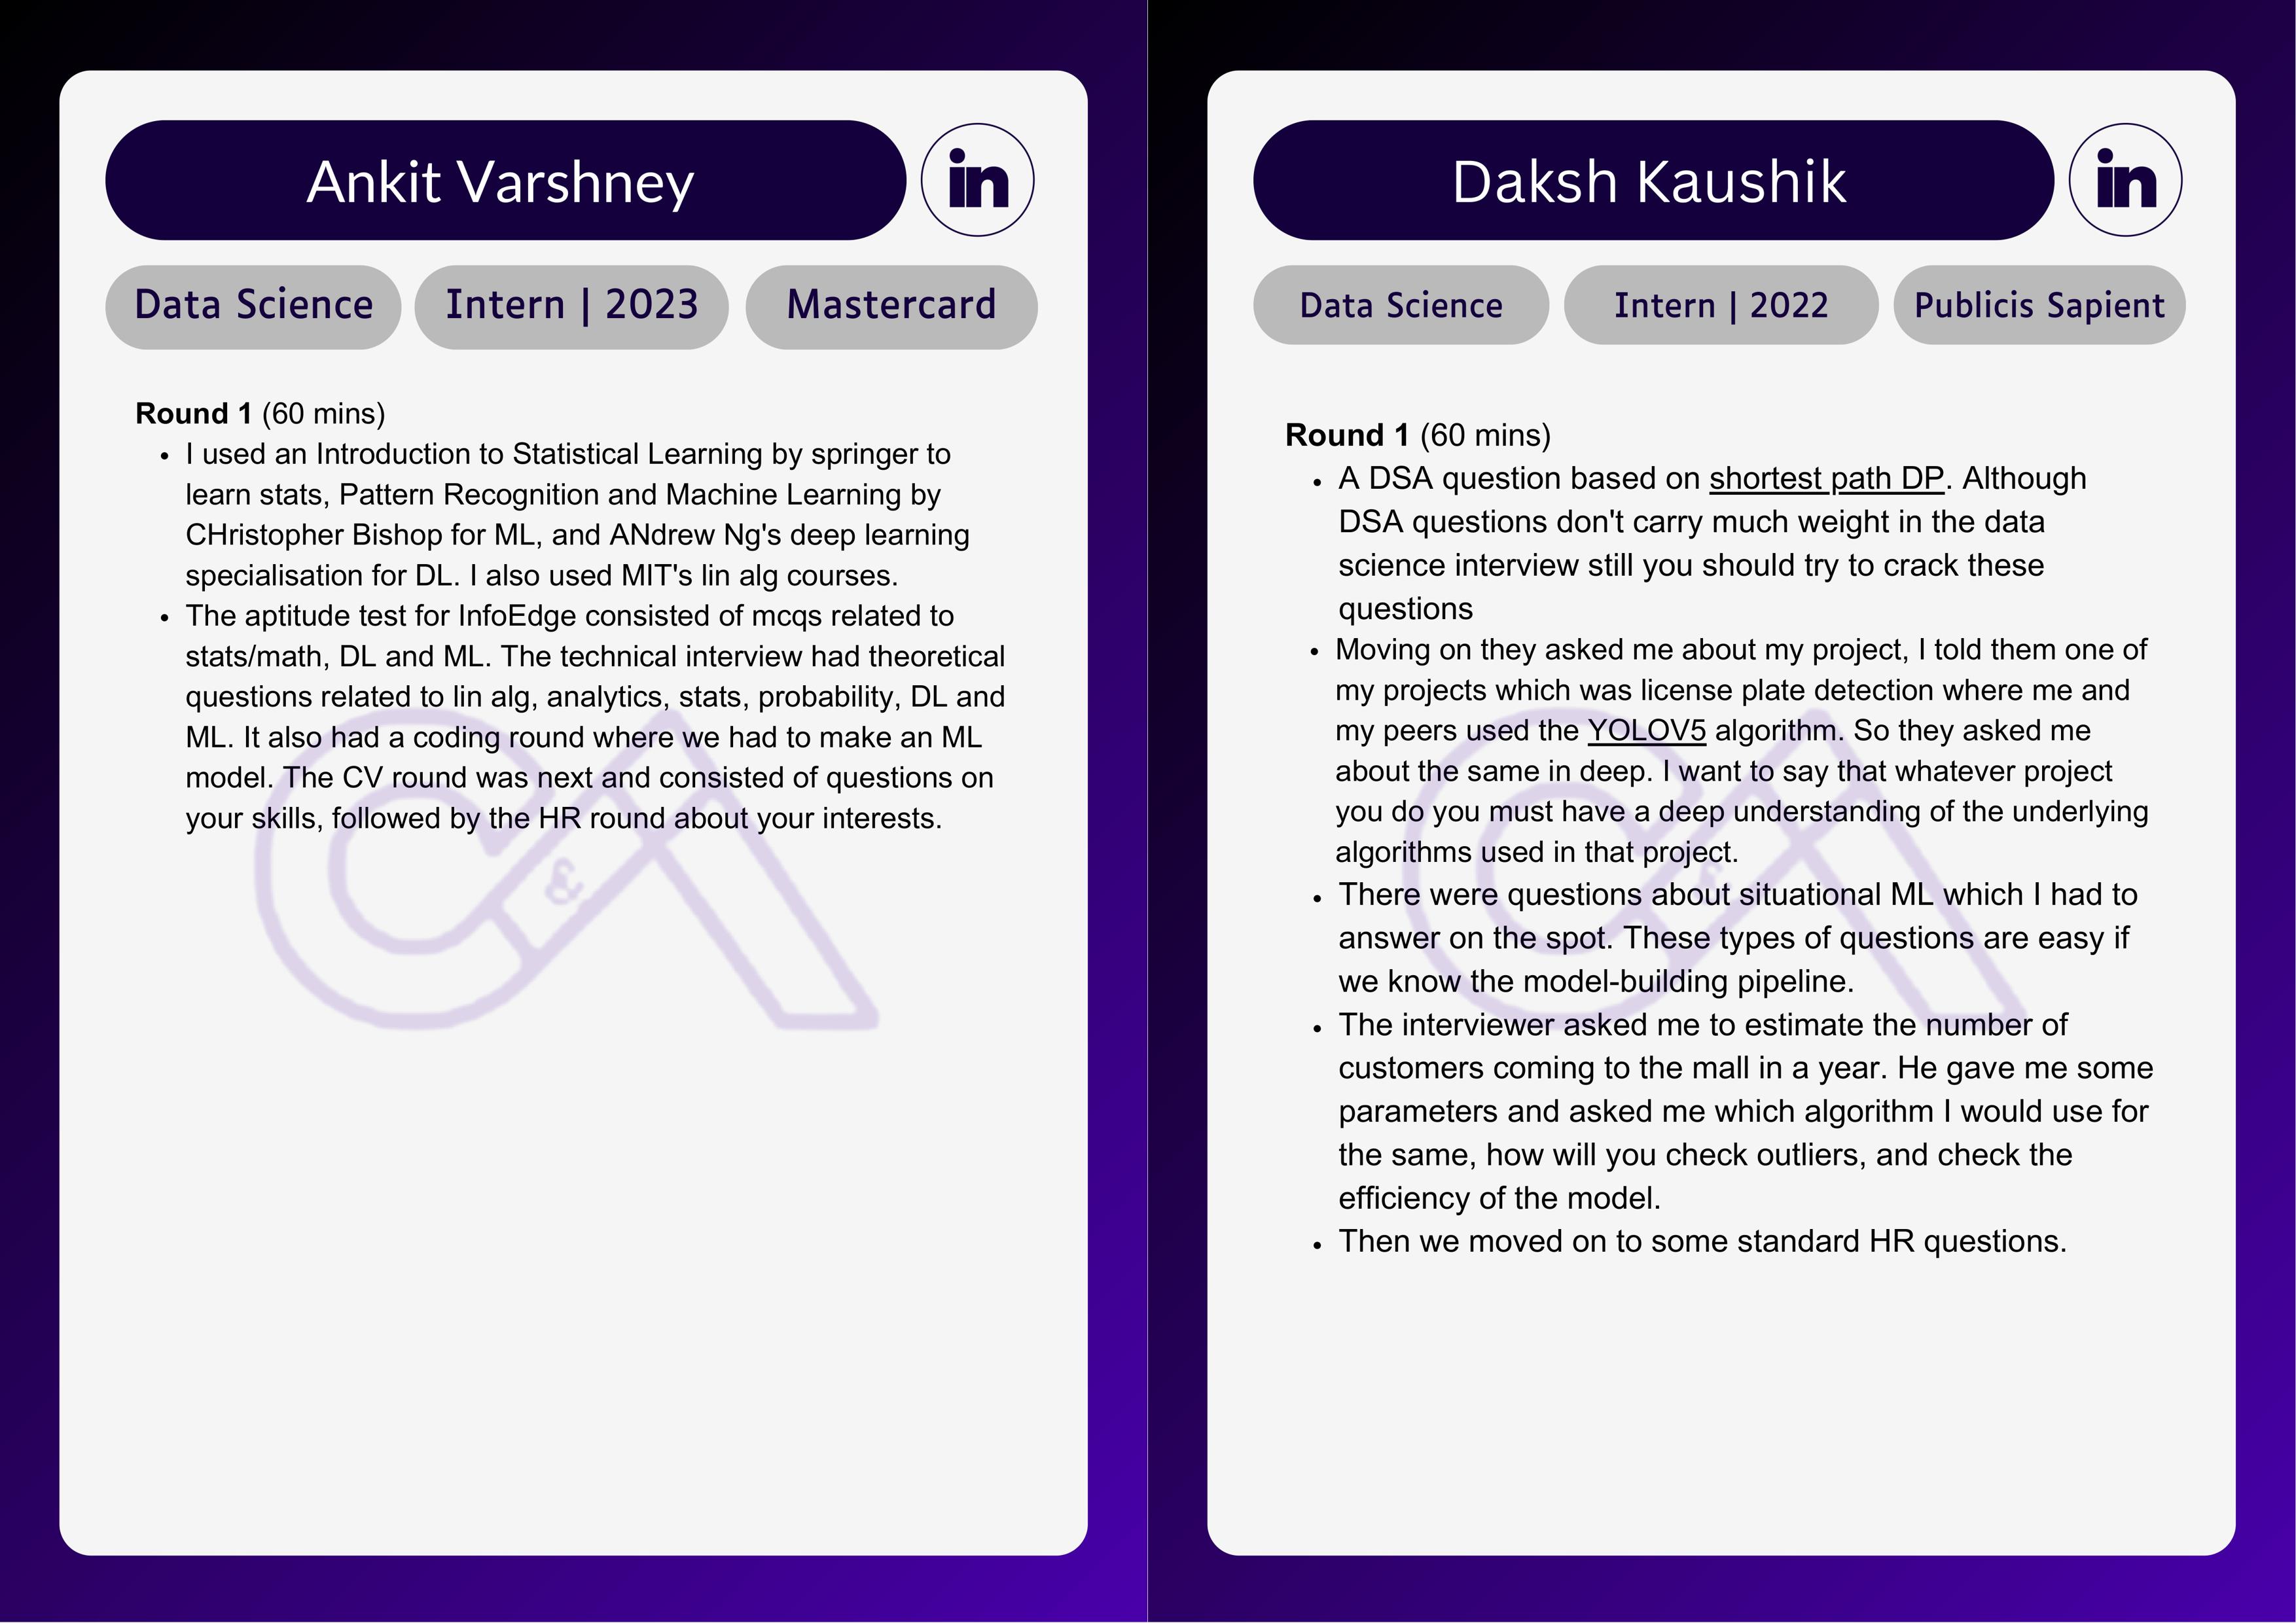 Ankit Varshney
in
Data Science
Intern | 2023
Mastercard
Round 1 (60 mins)
• I used an Introduction to Statistical Learning by springer to
learn stats, Pattern Recognition and Machine Learning by
CHristopher Bishop for ML, and ANdrew Ng's deep learning
specialisation for DL. I also used MIT's lin alg courses.
• The aptitude test for InfoEdge consisted of mcqs related to
stats/math, DL and ML. The technical interview had theoretical
questions related to lin alg, analytics, stats, probability, DL and
ML. It also had a coding round where we had to make an ML
model. The CV round was next and consisted of questions on
your skills, followed by the HR round about your interests.
C&A
Daksh Kaushik
in
Data Science
Intern | 2022
Publicis Sapient
Round 1 (60 mins)
• A DSA question based on shortest path DP. Although
DSA questions don't carry much weight in the data
science interview still you should try to crack these
questions
• Moving on they asked me about my project, I told them one of
my projects which was license plate detection where me and
my peers used the YOLOV5 algorithm. So they asked me
about the same in deep. I want to say that whatever project
you do you must have a deep understanding of the underlying
algorithms used in that project.
• There were questions about situational ML which I had to
answer on the spot. These types of questions are easy if
we know the model-building pipeline.
• The interviewer asked me to estimate the number of
customers coming to the mall in a year. He gave me some
parameters and asked me which algorithm I would use for
the same, how will you check outliers, and check the
efficiency of the model.
• Then we moved on to some standard HR questions.
C&A